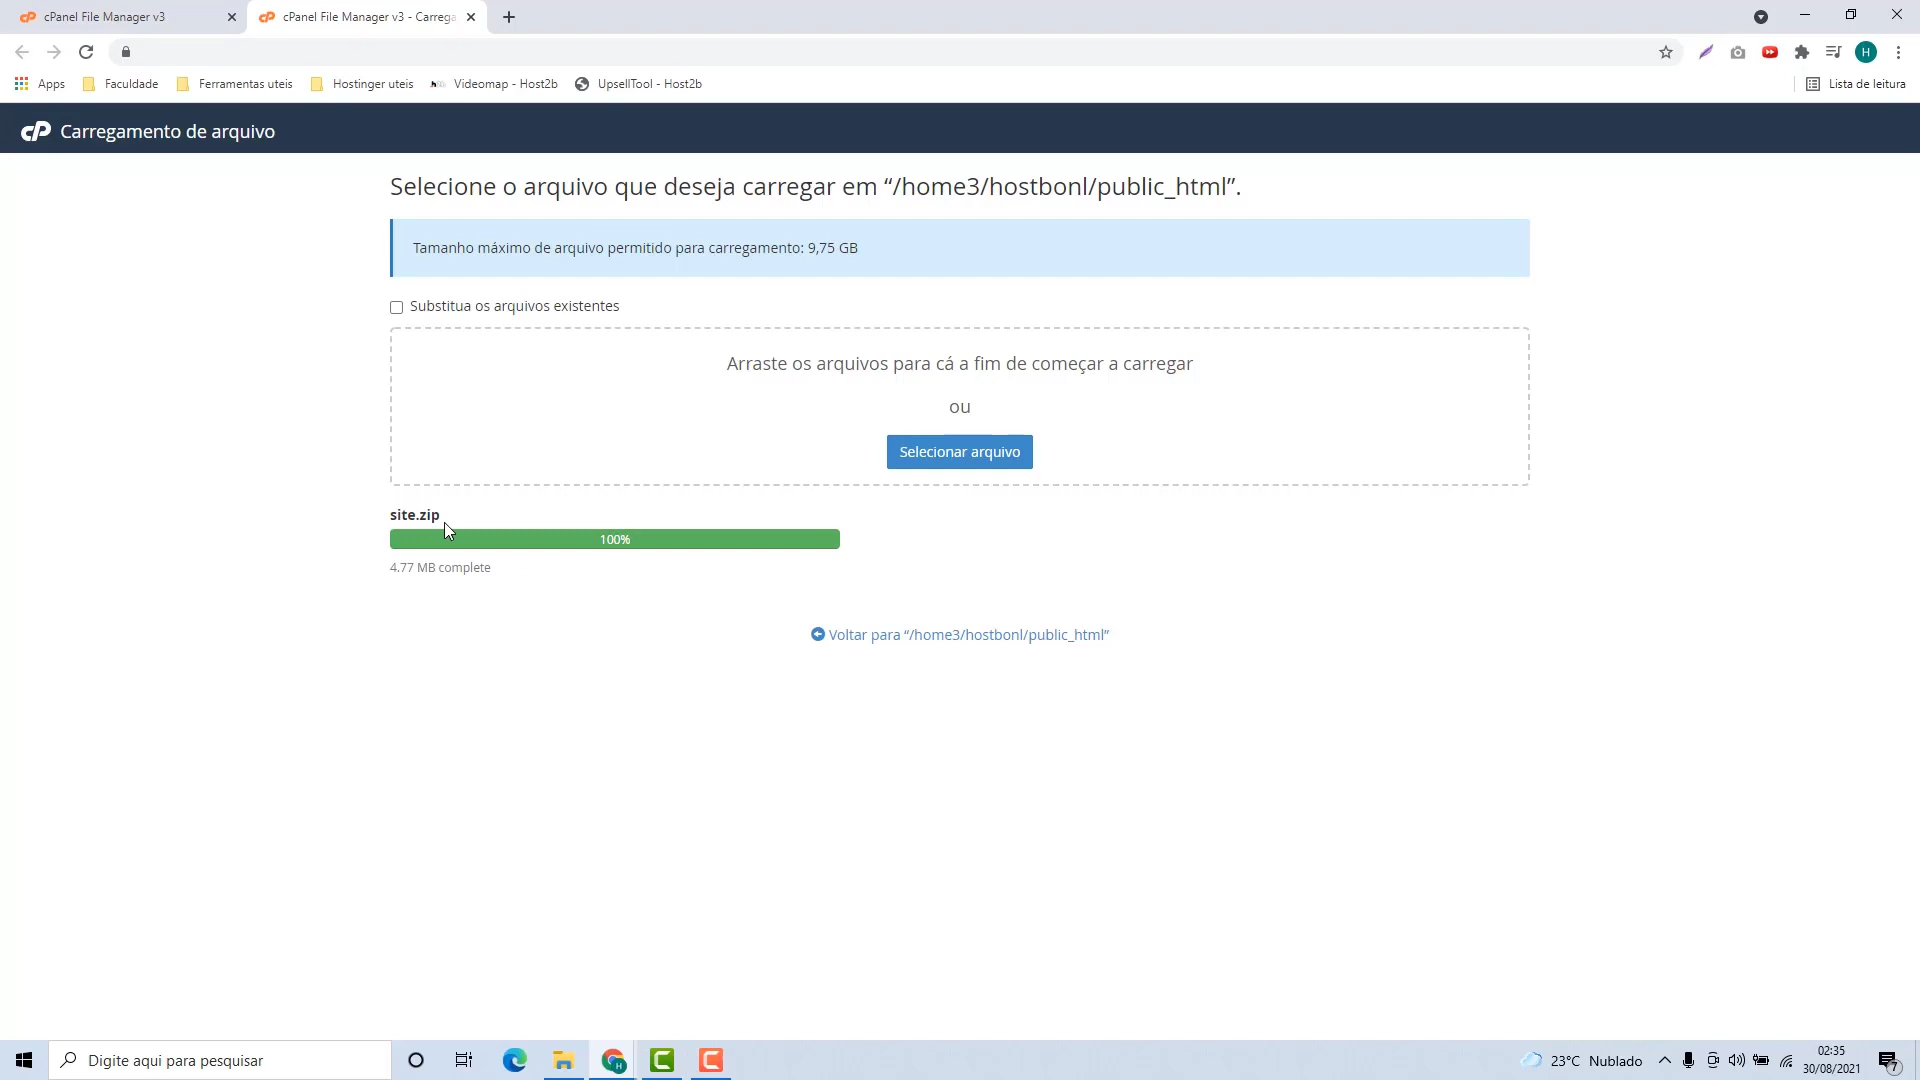 cPanel File Manager v3
cPanel File Manager v3 - Carrega
H
Apps
Faculdade
Ferramentas uteis
Hostinger uteis
Videomap - Host2b
UpsellTool - Host2b
Lista de leitura
cP Carregamento de arquivo
Selecione o arquivo que deseja carregar em “/home3/hostbonl/public_html”.
Tamanho máximo de arquivo permitido para carregamento: 9,75 GB
Substitua os arquivos existentes
Arraste os arquivos para cá a fim de começar a carregar
ou
Selecionar arquivo
site.zip
100%
4.77 MB complete
Voltar para “/home3/hostbonl/public_html”
Digite aqui para pesquisar
23°C Nublado
02:35
30/08/2021
7